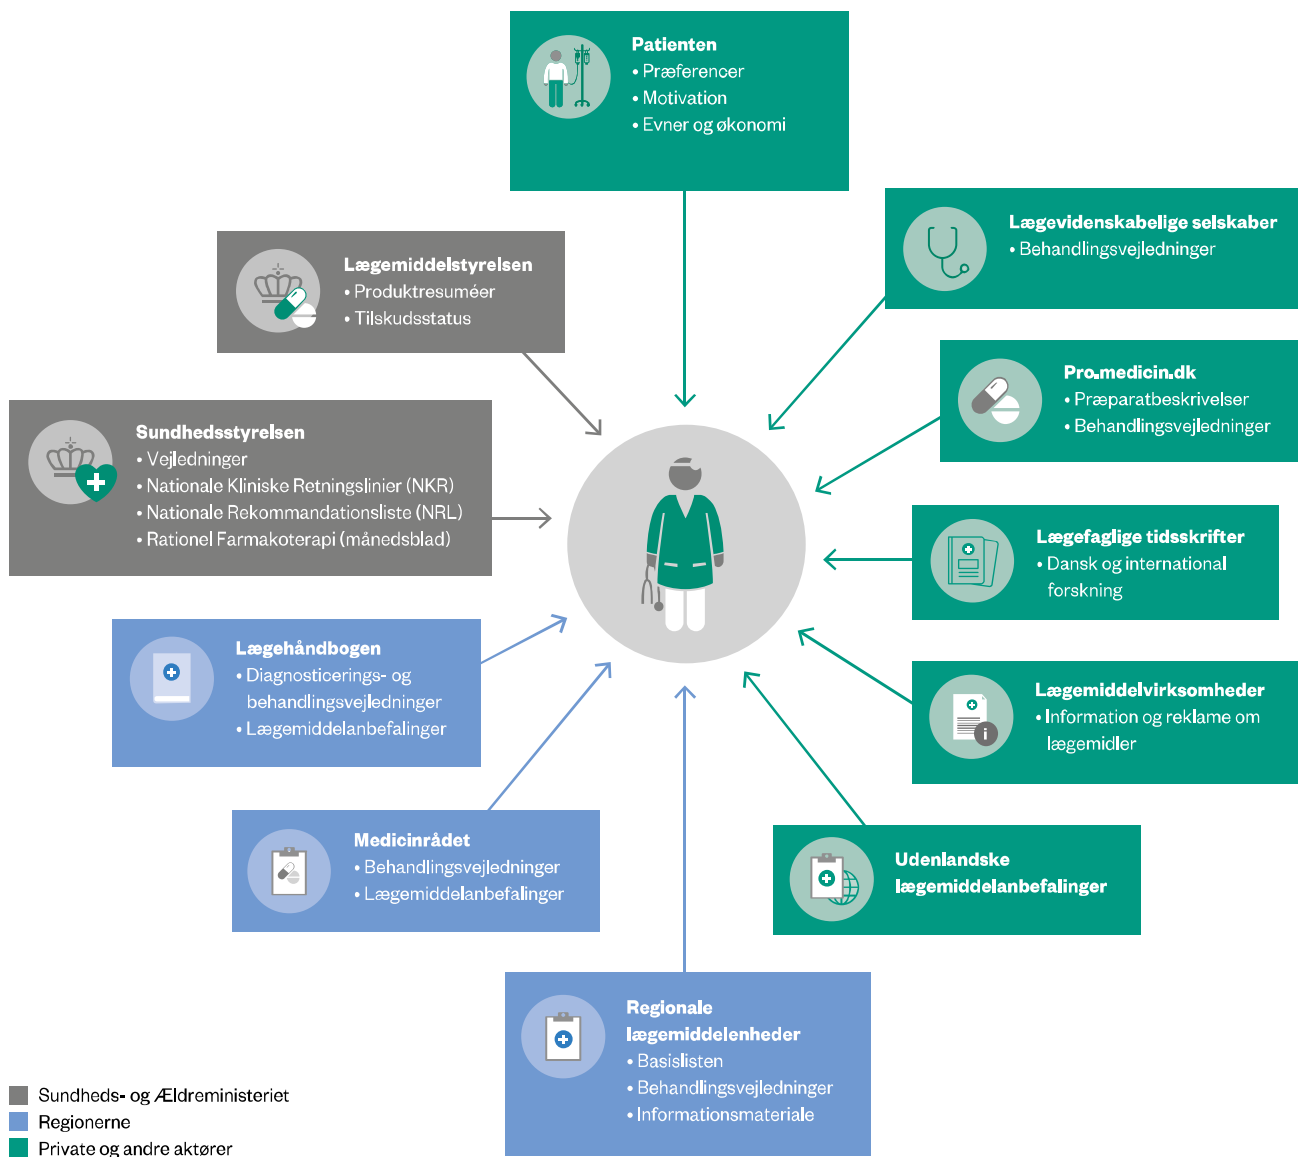 Patienten
• Præferencer
• Motivation
• Evner og økonomi
Lægevidenskabelige selskaber
• Behandlingsvejledninger
Lægemiddelstyrelsen
• Produktresuméer
• Tilskudsstatus
Pro.medicin.dk
• Præparatbeskrivelser
• Behandlingsvejledninger
Sundhedsstyrelsen
• Vejledninger
• Nationale Kliniske Retningslinier (NKR)
• Nationale Rekommandationsliste (NRL)
• Rationel Farmakoterapi (månedsblad)
Lægefaglige tidsskrifter
• Dansk og international
forskning
Lægehåndbogen
• Diagnosticerings- og
behandlingsvejledninger
• Lægemiddelanbefalinger
Lægemiddelvirksomheder
• Information og reklame om
lægemidler
i
Medicinrådet
• Behandlingsvejledninger
• Lægemiddelanbefalinger
Udenlandske
lægemiddelanbefalinger
Regionale
lægemiddelenheder
• Basislisten
• Behandlingsvejledninger
• Informationsmateriale
Sundheds- og Ældreministeriet
Regionerne
Private og andre aktører